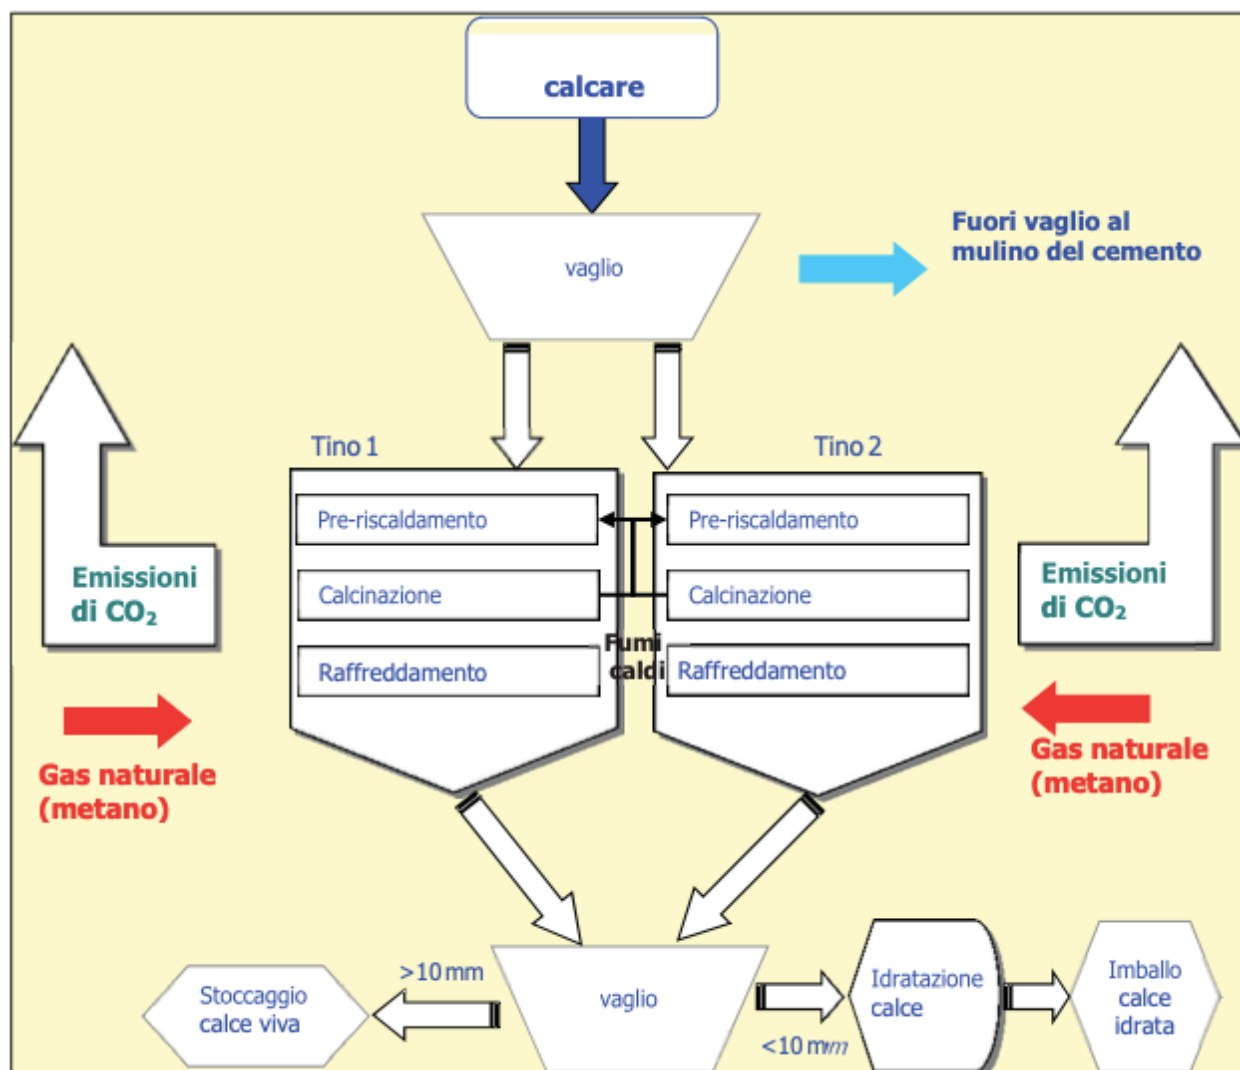 calcare
vaglio
Fuori vaglio al
mulino del cemento
Tino 1
Tino 2
Pre-riscaldamento
Pre-riscaldamento
Calcinazione
Calcinazione
Raffreddamento
Raffreddamento
Fumi
caldi
Emissioni
di CO₂
Emissioni
di CO₂
Gas naturale
(metano)
Gas naturale
(metano)
>10 mm
Stoccaggio
calce viva
vaglio
<10 mm
Idratazione
calce
Imballo
calce
idrata